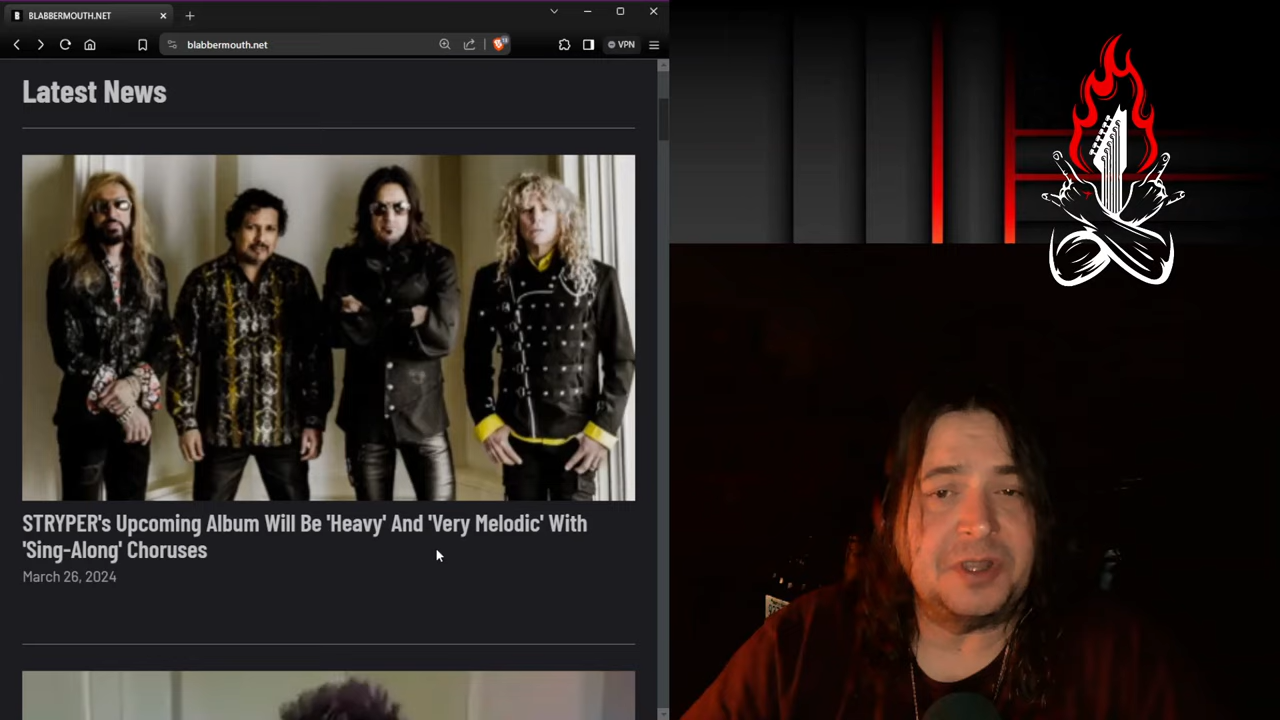 BLABBERMOUTH.NET
blabbermouth.net
VPN
Latest News
STRYPER's Upcoming Album Will Be 'Heavy' And 'Very Melodic' With
'Sing-Along' Choruses
March 26, 2024